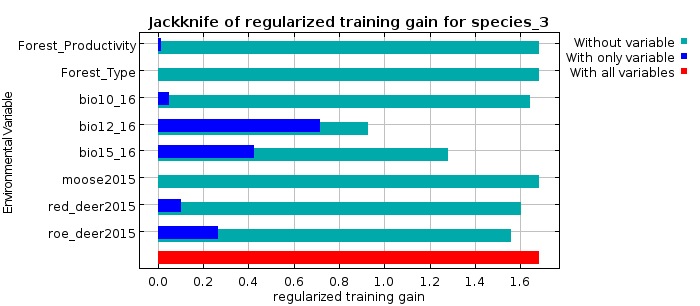 Jackknife of regularized training gain for species_3
Without variable
With only variable
With all variables
Environmental Variable
Forest_Productivity
Forest_Type
bio10_16
bio12_16
bio15_16
moose2015
red_deer2015
roe_deer2015
0.0 0.2 0.4 0.6 0.8 1.0 1.2 1.4 1.6
regularized training gain